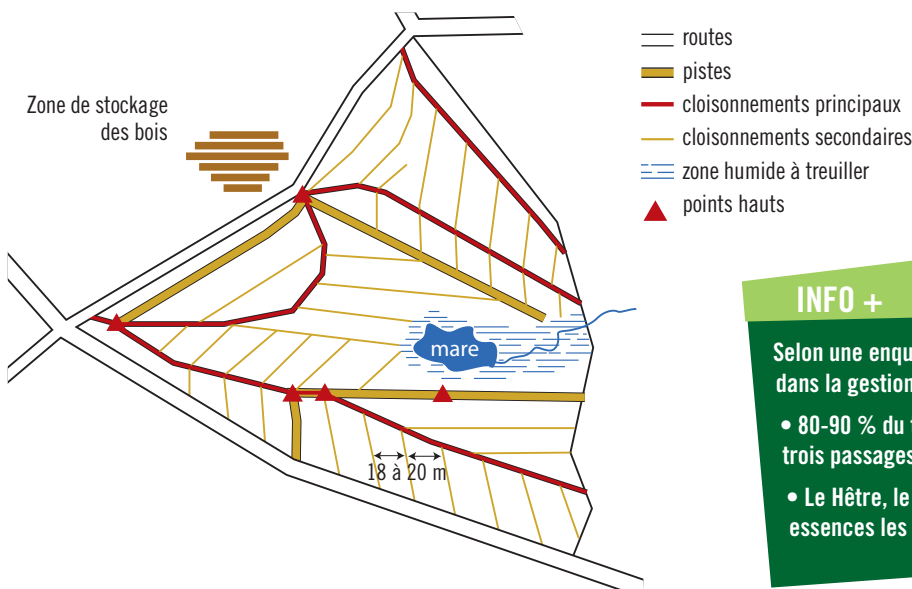 Zone de stockage
des bois
routes
pistes
cloisonnements principaux
cloisonnements secondaires
zone humide à treuiller
points hauts
mare
18 à 20 m
INFO +
Selon une enqu
dans la gestion
• 80-90 % du
trois passages
• Le Hêtre, le
essences les